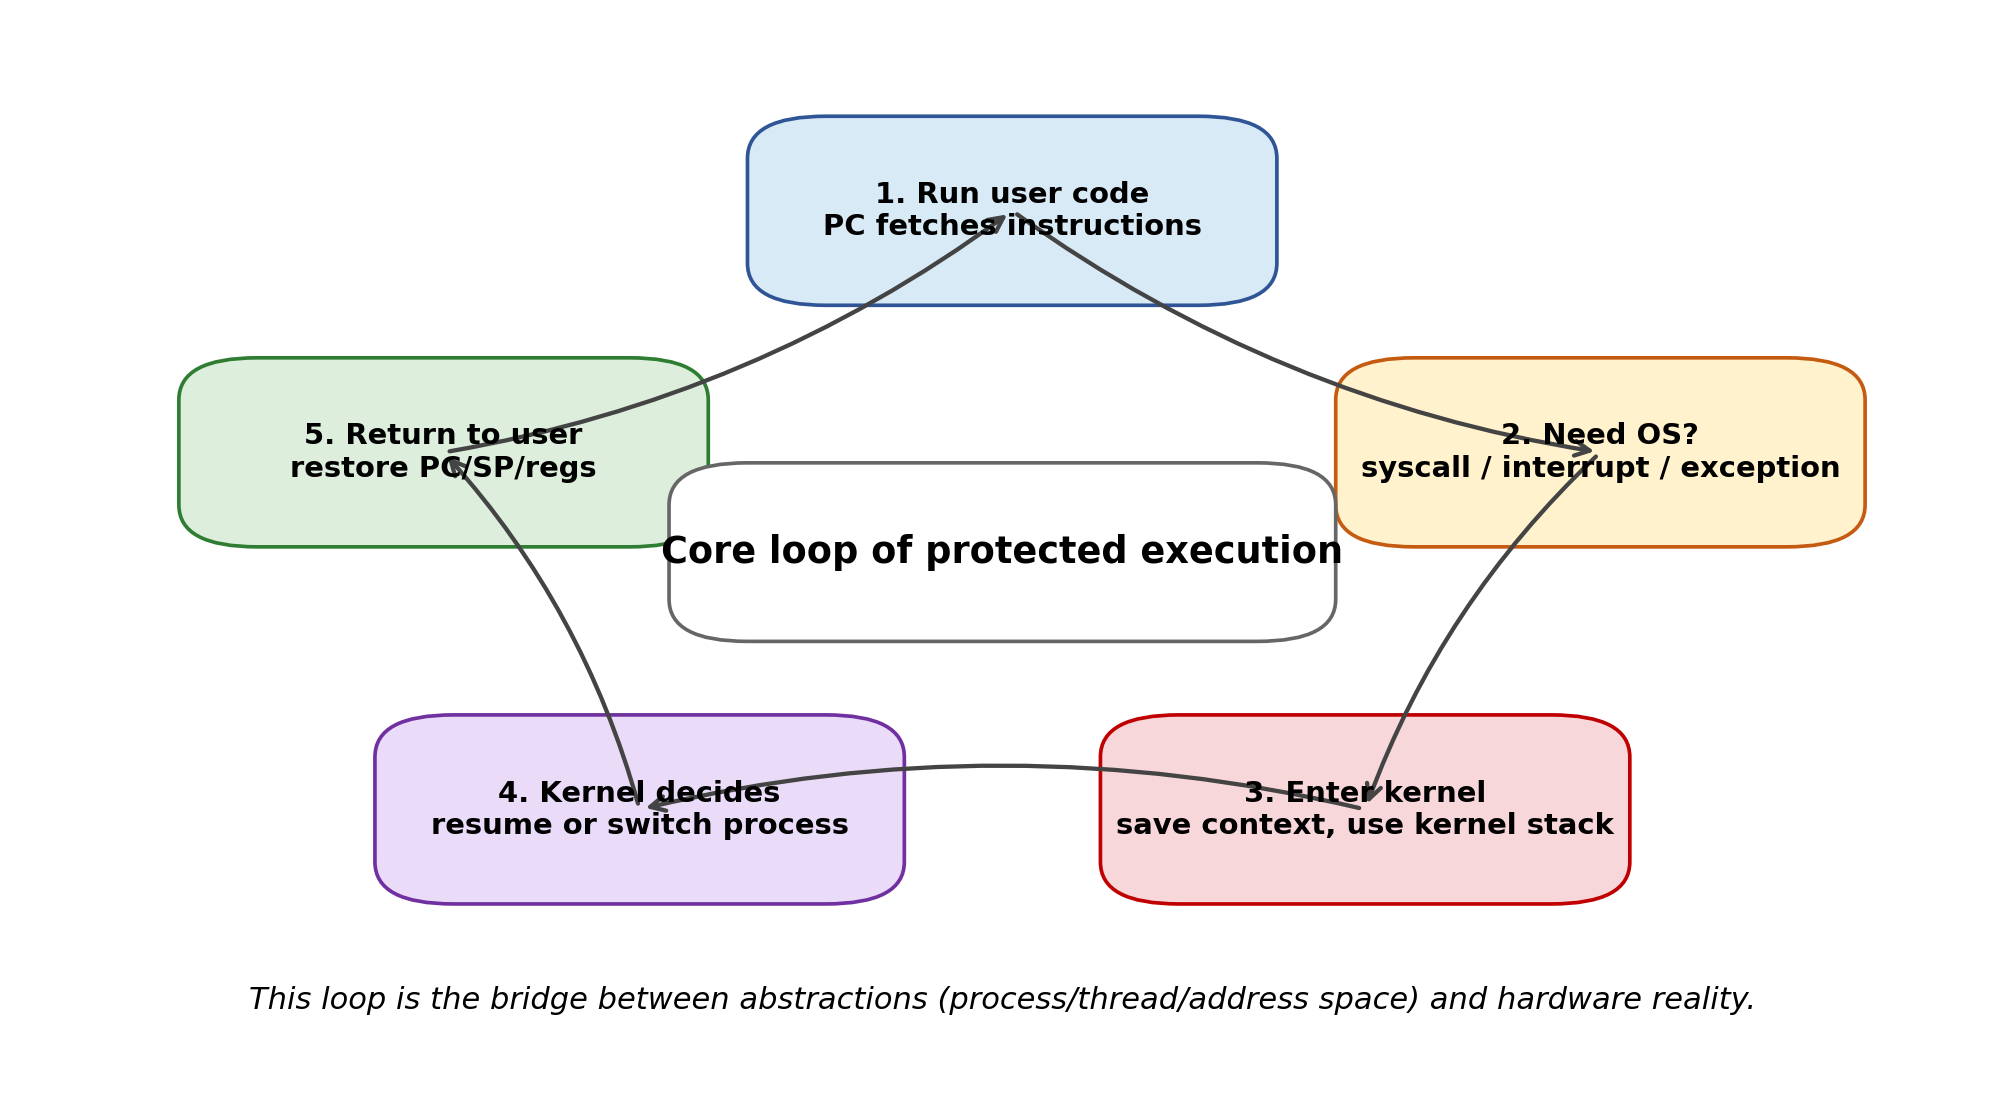 1. Run user code
PC fetches instructions
5. Return to user
restore PC/SP/regs
2. Need OS?
syscall / interrupt / exception
Core loop of protected execution
4. Kernel decides
resume or switch process
3. Enter kernel
save context, use kernel stack
This loop is the bridge between abstractions (process/thread/address space) and hardware reality.